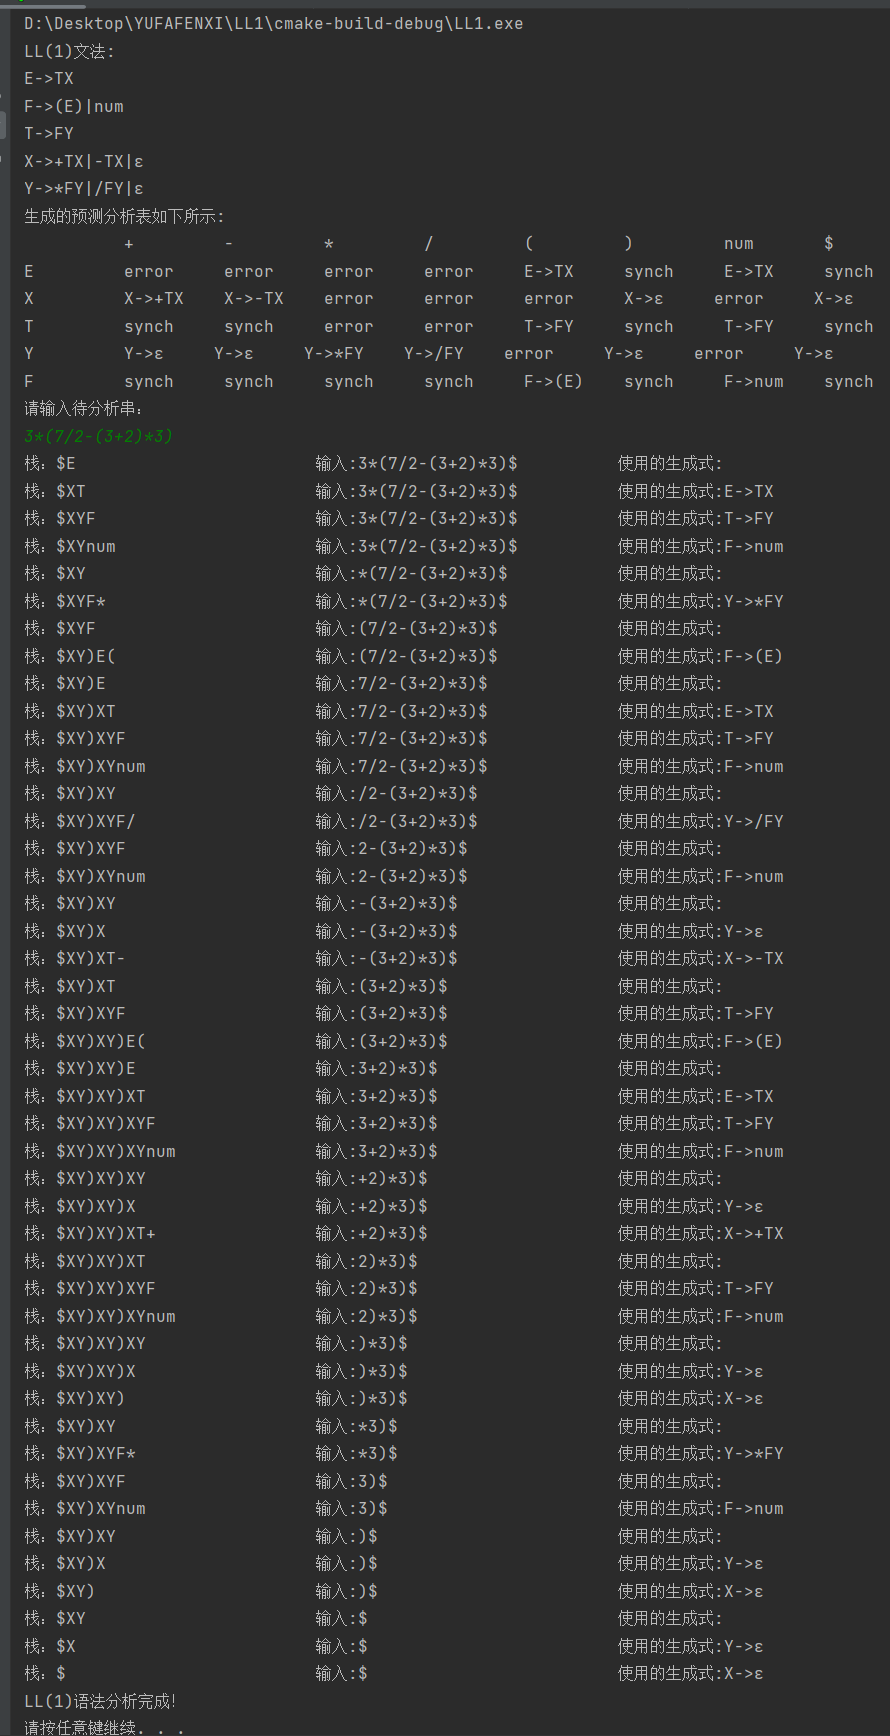 D:\Desktop\YUFAFENXI\LL1\cmake-build-debug\LL1.exe
LL(1)文法:
E->TX
F->(E)|num
T->FY
X->+TX|-TX|ε
Y->*FY|/FY|ε
生成的预测分析表如下所示:
+ - * / ( ) num $
E error error error error E->TX synch E->TX synch
X X->+TX X->-TX error error error X->ε error X->ε
T synch synch error error T->FY synch T->FY synch
Y Y->ε Y->ε Y->*FY Y->/FY error Y->ε error Y->ε
F synch synch synch synch F->(E) synch F->num synch
请输入待分析串:
3*(7/2-(3+2)*3)
栈: $E 输入:3*(7/2-(3+2)*3)$ 使用的生成式:
栈: $XT 输入:3*(7/2-(3+2)*3)$ 使用的生成式:E->TX
栈: $XYF 输入:3*(7/2-(3+2)*3)$ 使用的生成式:T->FY
栈: $XYnum 输入:3*(7/2-(3+2)*3)$ 使用的生成式:F->num
栈: $XY 输入:*(7/2-(3+2)*3)$ 使用的生成式:
栈: $XYF* 输入:*(7/2-(3+2)*3)$ 使用的生成式:Y->*FY
栈: $XYF 输入:(7/2-(3+2)*3)$ 使用的生成式:
栈: $XY)E( 输入:(7/2-(3+2)*3)$ 使用的生成式:F->(E)
栈: $XY)E 输入:7/2-(3+2)*3)$ 使用的生成式:
栈: $XY)XT 输入:7/2-(3+2)*3)$ 使用的生成式:E->TX
栈: $XY)XYF 输入:7/2-(3+2)*3)$ 使用的生成式:T->FY
栈: $XY)XYnum 输入:7/2-(3+2)*3)$ 使用的生成式:F->num
栈: $XY)XY 输入:/2-(3+2)*3)$ 使用的生成式:
栈: $XY)XYF/ 输入:/2-(3+2)*3)$ 使用的生成式:Y->/FY
栈: $XY)XYF 输入:2-(3+2)*3)$ 使用的生成式:
栈: $XY)XYnum 输入:2-(3+2)*3)$ 使用的生成式:F->num
栈: $XY)XY 输入:-(3+2)*3)$ 使用的生成式:
栈: $XY)X 输入:-(3+2)*3)$ 使用的生成式:Y->ε
栈: $XY)XT- 输入:-(3+2)*3)$ 使用的生成式:X->-TX
栈: $XY)XT 输入:(3+2)*3)$ 使用的生成式:
栈: $XY)XYF 输入:(3+2)*3)$ 使用的生成式:T->FY
栈: $XY)XY)E( 输入:(3+2)*3)$ 使用的生成式:F->(E)
栈: $XY)XY)E 输入:3+2)*3)$ 使用的生成式:
栈: $XY)XY)XT 输入:3+2)*3)$ 使用的生成式:E->TX
栈: $XY)XY)XYF 输入:3+2)*3)$ 使用的生成式:T->FY
栈: $XY)XY)XYnum 输入:3+2)*3)$ 使用的生成式:F->num
栈: $XY)XY)XY 输入:+2)*3)$ 使用的生成式:
栈: $XY)XY)X 输入:+2)*3)$ 使用的生成式:Y->ε
栈: $XY)XY)XT+ 输入:+2)*3)$ 使用的生成式:X->+TX
栈: $XY)XY)XT 输入:2)*3)$ 使用的生成式:
栈: $XY)XY)XYF 输入:2)*3)$ 使用的生成式:T->FY
栈: $XY)XY)XYnum 输入:2)*3)$ 使用的生成式:F->num
栈: $XY)XY)XY 输入:)*3)$ 使用的生成式:
栈: $XY)XY)X 输入:)*3)$ 使用的生成式:Y->ε
栈: $XY)XY) 输入:)*3)$ 使用的生成式:X->ε
栈: $XY)XY 输入:*3)$ 使用的生成式:
栈: $XY)XYF* 输入:*3)$ 使用的生成式:Y->*FY
栈: $XY)XYF 输入:3)$ 使用的生成式:
栈: $XY)XYnum 输入:3)$ 使用的生成式:F->num
栈: $XY)XY 输入:)$ 使用的生成式:
栈: $XY)X 输入:)$ 使用的生成式:Y->ε
栈: $XY) 输入:)$ 使用的生成式:X->ε
栈: $XY 输入:$ 使用的生成式:
栈: $X 输入:$ 使用的生成式:Y->ε
栈: $ 输入:$ 使用的生成式:X->ε
LL(1)语法分析完成!
请按任意键继续. . .